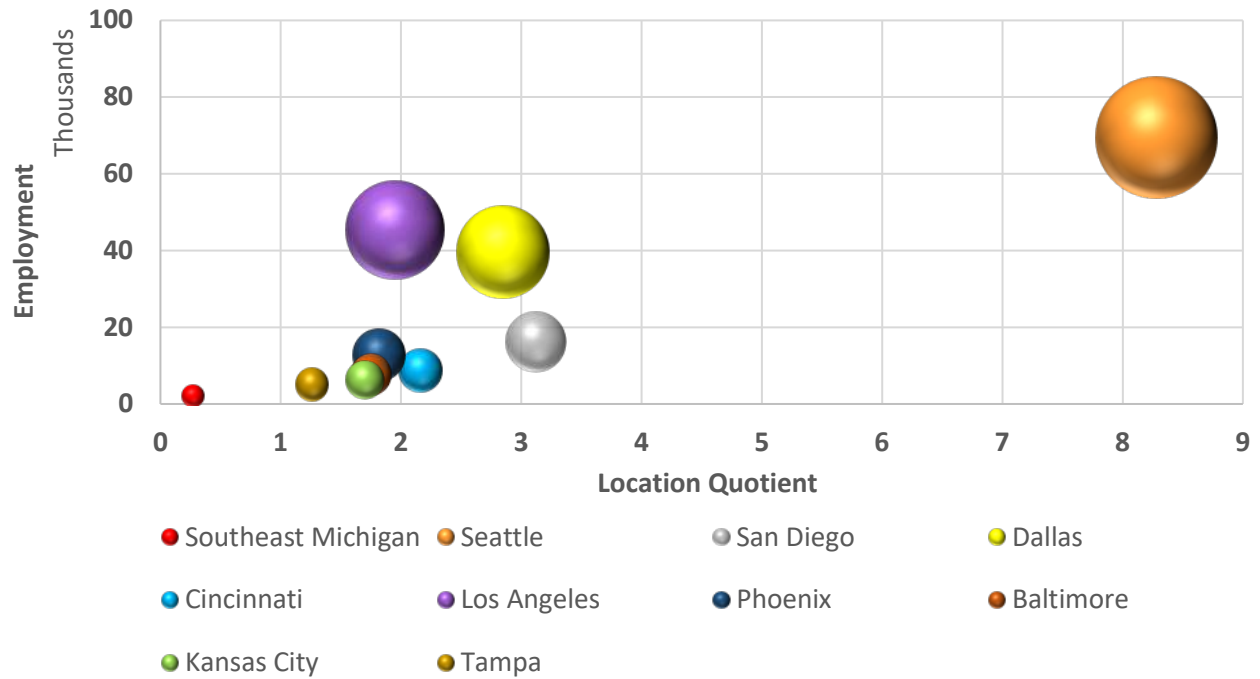 100
80
60
40
20
0
Thousands
Employment
0 1 2 3 4 5 6 7 8 9
Location Quotient
Southeast Michigan Seattle San Diego Dallas
Cincinnati Los Angeles Phoenix Baltimore
Kansas City Tampa